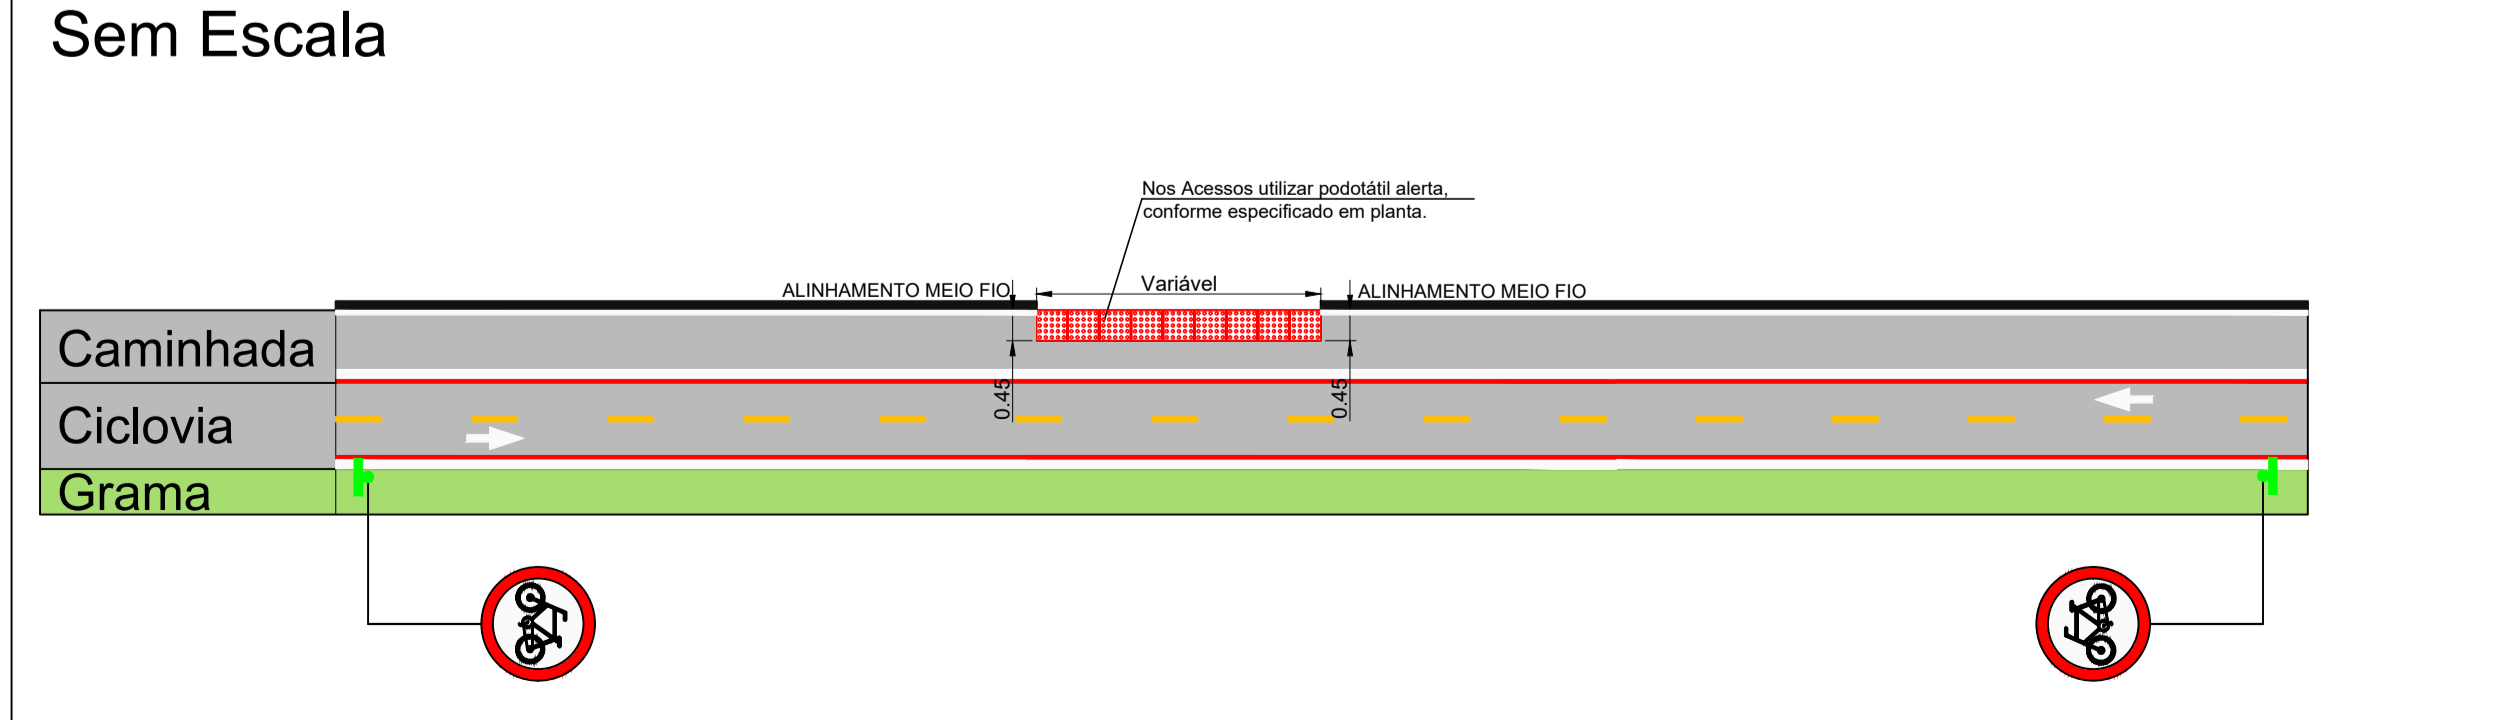 Sem Escala
Nos Acessos utilizar podotátil alerta,
conforme especificado em planta.
Variável
ALINHAMENTO MEIO FIO
ALINHAMENTO MEIO FIO
Caminhada
0.45
0.45
Ciclovia
Grama